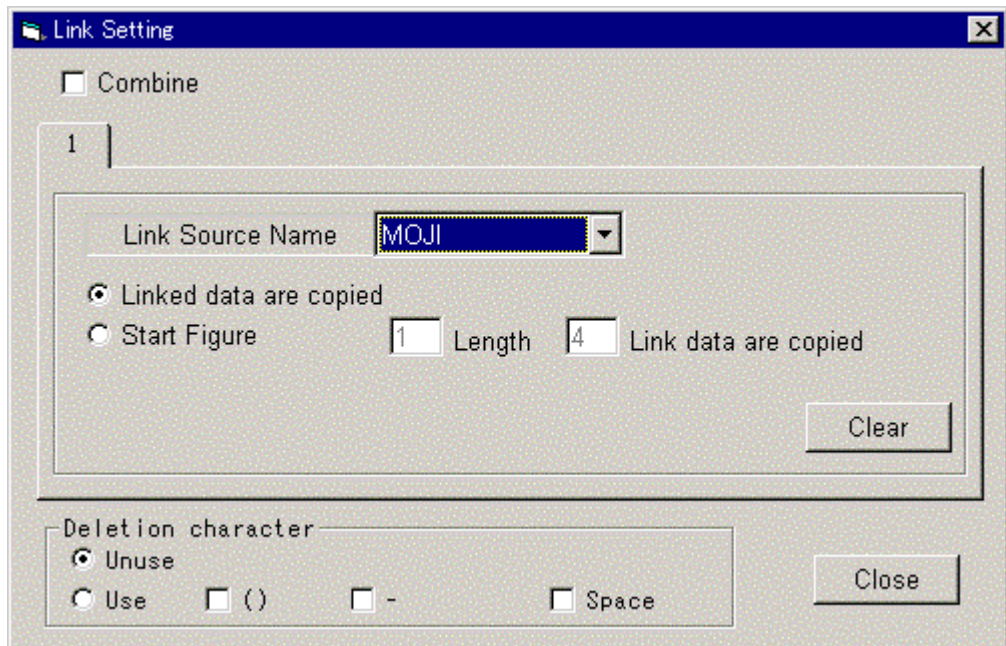 Link Setting
Combine
1
Link Source Name MOJI
Linked data are copied
Start Figure 1 Length 4 Link data are copied
Clear
Deletion character
Unuse
Use () - Space
Close